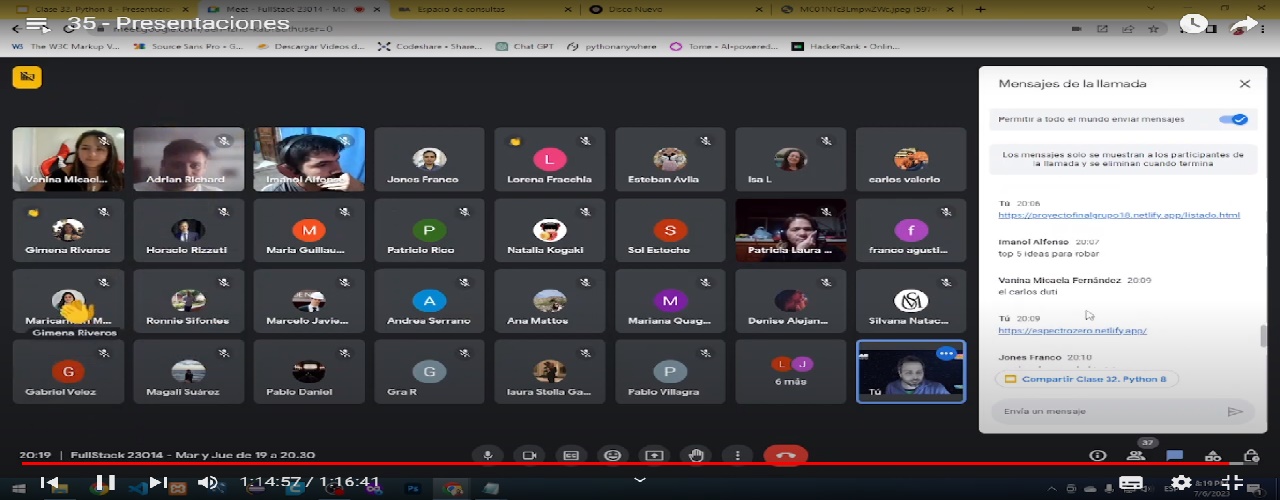 Clase 32. Python 8 - Presentacio
Meet - FullStack 23014 - Ma
Espacio de consultas
Disco Nuevo
35 - Presentaciones
The W3C Markup V...
Source Sans Pro - G...
Descargar Videos d...
Codeshare - Share...
Chat GPT
pythonanywhere
Tome - AI-powered...
HackerRank - Onlin...
Mensajes de la llamada
Permitir a todo el mundo enviar mensajes
Los mensajes solo se muestran a los participantes de
la llamada y se eliminan cuando termina
Tú 20:06
https://proyectofinalgrupo18.netlify.app/listado.html
Imanol Alfonso 20:07
top 5 ideas para robar
Vanina Micaela Fernández 20:09
el carlos duti
Tú 20:09
https://espectrozero.netlify.app/
Jones Franco 20:10
Compartir Clase 32. Python 8
Envía un mensaje
Vanina Micael...
Adrian Richard
Imanol Alfons...
Jones Franco
L
Lorena Fracchia
Esteban Avila
Isa L
carlos valerio
Gimena Riveros
Horacio Rizzuti
M
Maria Guillau...
P
Patricio Rico
Natalia Kogaki
S
Sol Estoche
Patricia Laura ...
f
franco agusti...
Maricarmen M...
Gimena Riveros
Ronnie Sifontes
Marcelo Javie...
A
Andrea Serrano
Ana Mattos
M
Mariana Quag...
Denise Alejan...
Silvana Natac...
G
Gabriel Velez
Magali Suárez
Pablo Daniel
G
Gra R
laura Stella Ga...
P
Pablo Villagra
L J
6 más
Tú
20:19 | FullStack 23014 - Mar y Jue de 19 a 20.30
37
1:14:57 / 1:16:41
7/6/2023